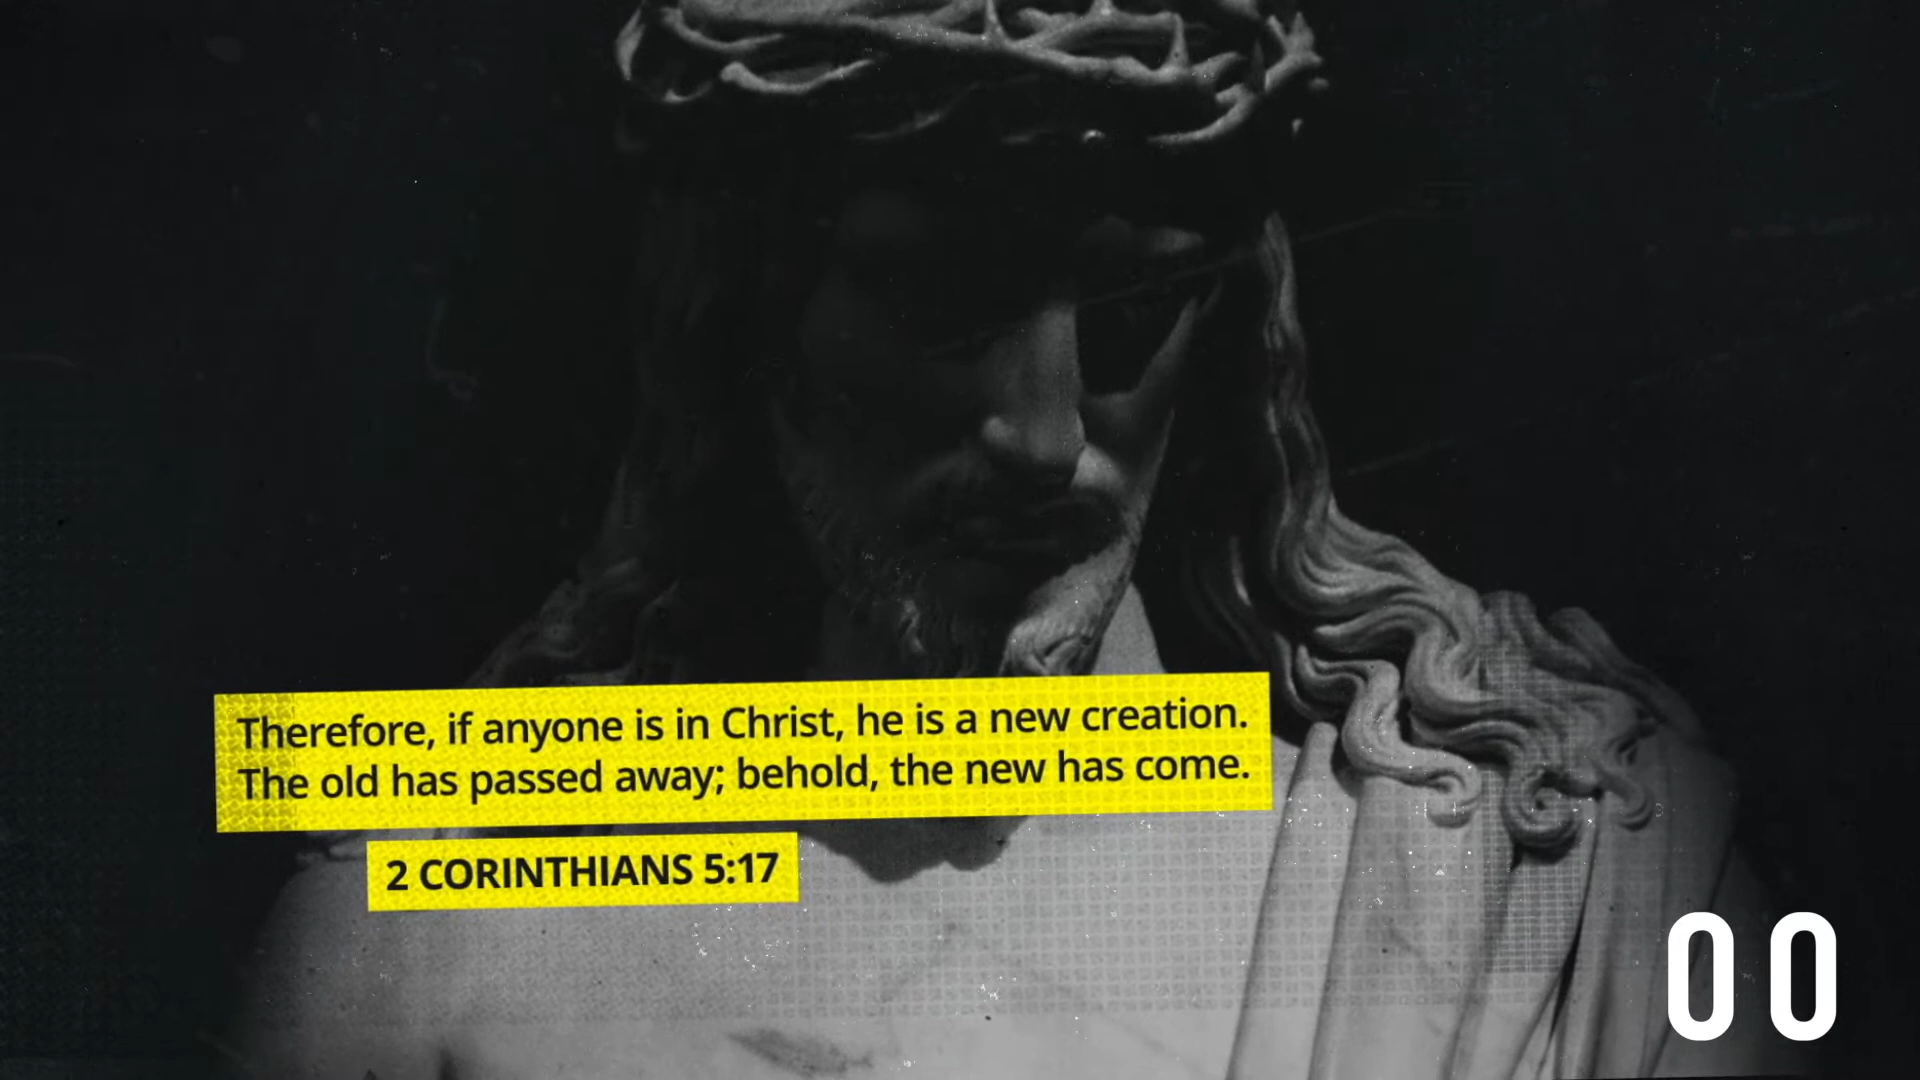 Therefore, if anyone is in Christ, he is a new creation.
The old has passed away; behold, the new has come.
2 CORINTHIANS 5:17
00